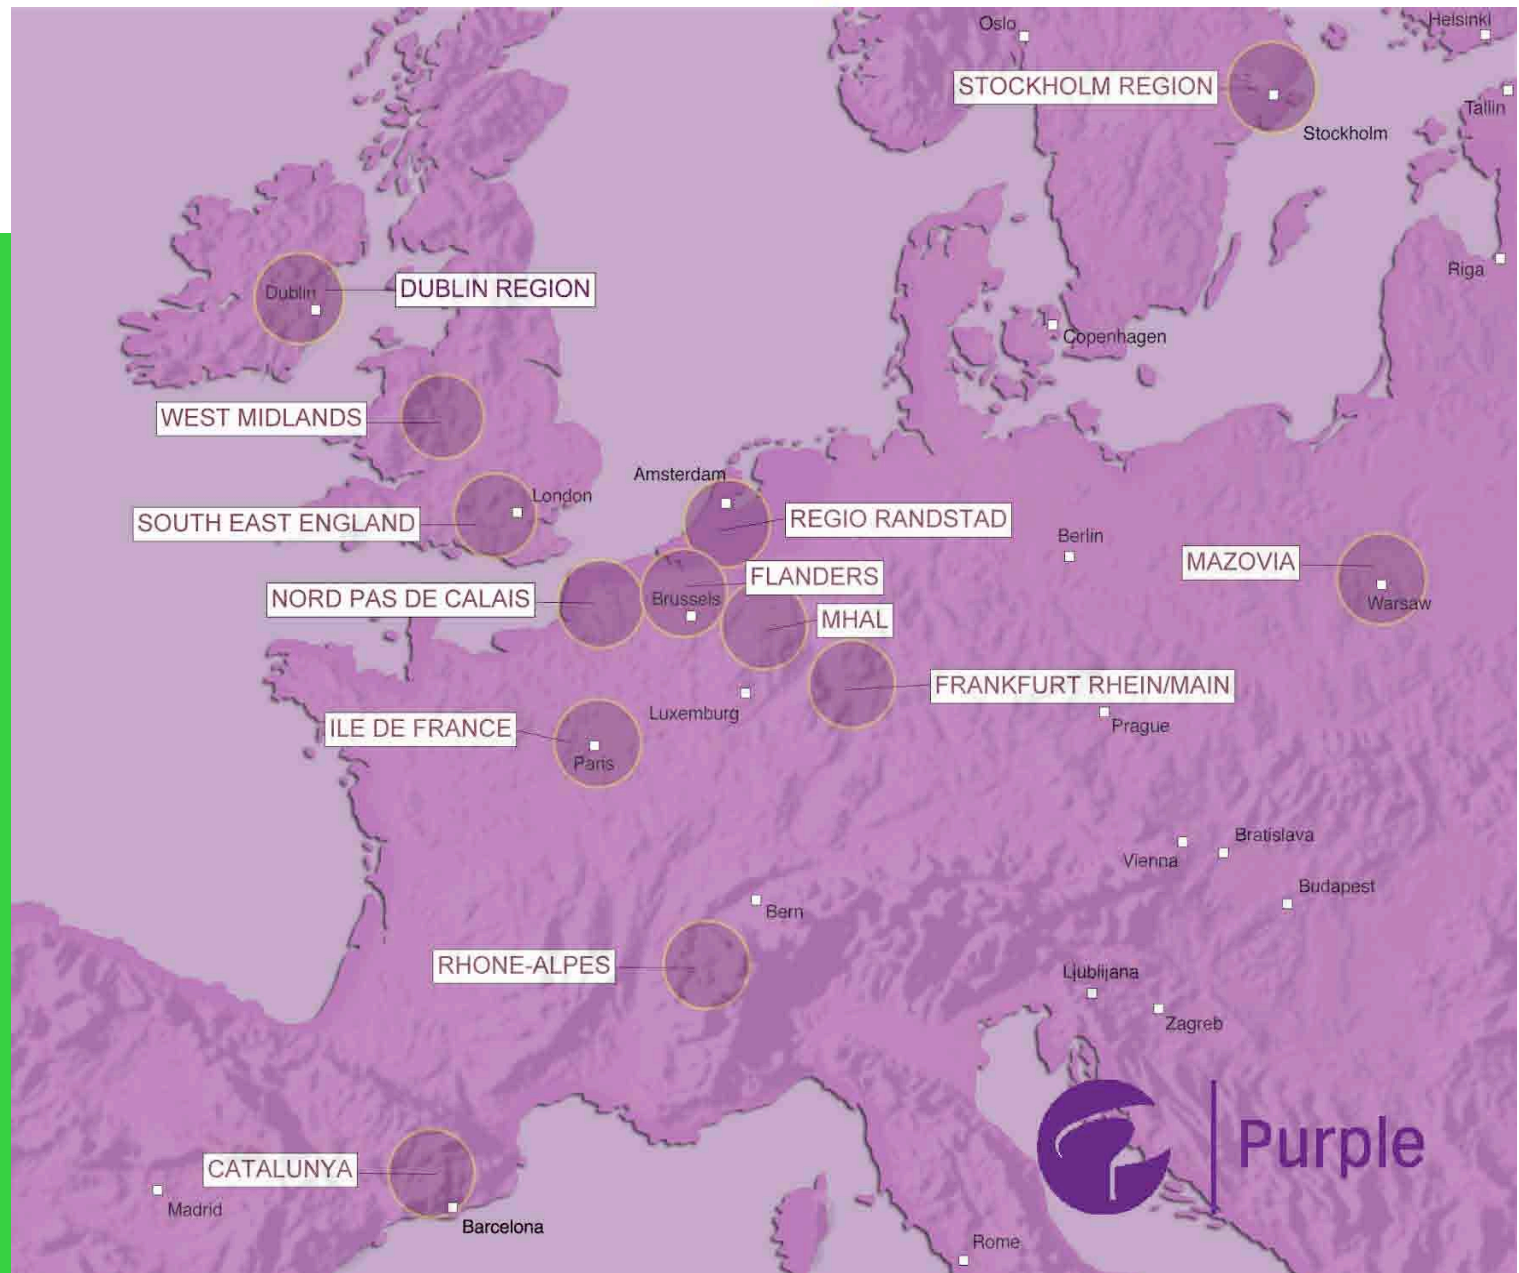 Oslo
Helsinki
STOCKHOLM REGION
Tallin
Stockholm
Riga
Dublin
DUBLIN REGION
Copenhagen
WEST MIDLANDS
Amsterdam
London
SOUTH EAST ENGLAND
REGIO RANDSTAD
Berlin
MAZOVIA
FLANDERS
NORD PAS DE CALAIS
Brussels
Warsaw
MHAL
FRANKFURT RHEIN/MAIN
Luxemburg
ILE DE FRANCE
Prague
Paris
Bratislava
Vienna
Budapest
Bern
RHONE-ALPES
Ljublijana
Zagreb
Purple
CATALUNYA
Madrid
Barcelona
Rome